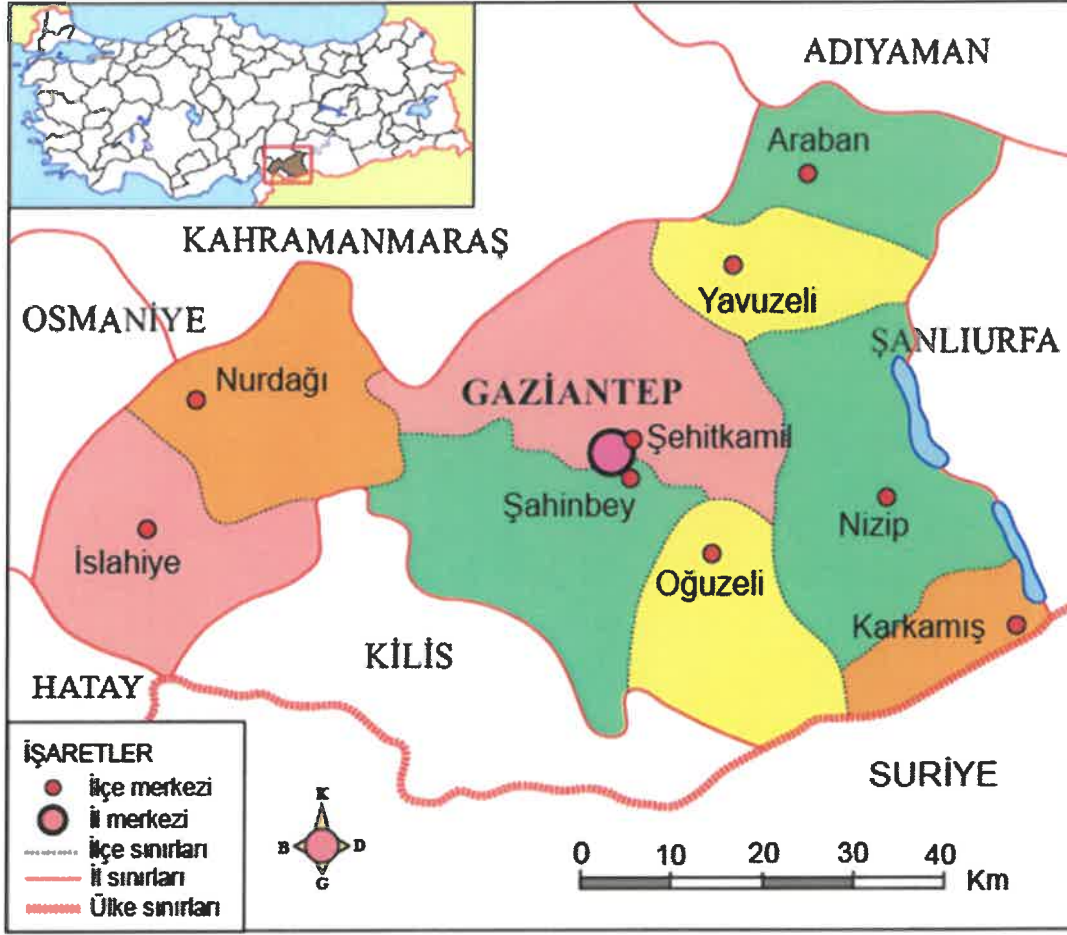 ADIYAMAN
Araban
KAHRAMANMARAŞ
Yavuzeli
OSMANİYE
ŞANLIURFA
Nurdağı
GAZİANTEP
Şehitkamil
Şahinbey
Nizip
İslahiye
Oğuzeli
Karkamış
KİLİS
HATAY
SURİYE
İŞARETLER
İlçe merkezi
İl merkezi
İlçe sınırları
İl sınırları
Ülke sınırları
K
B D
G
0 10 20 30 40
Km